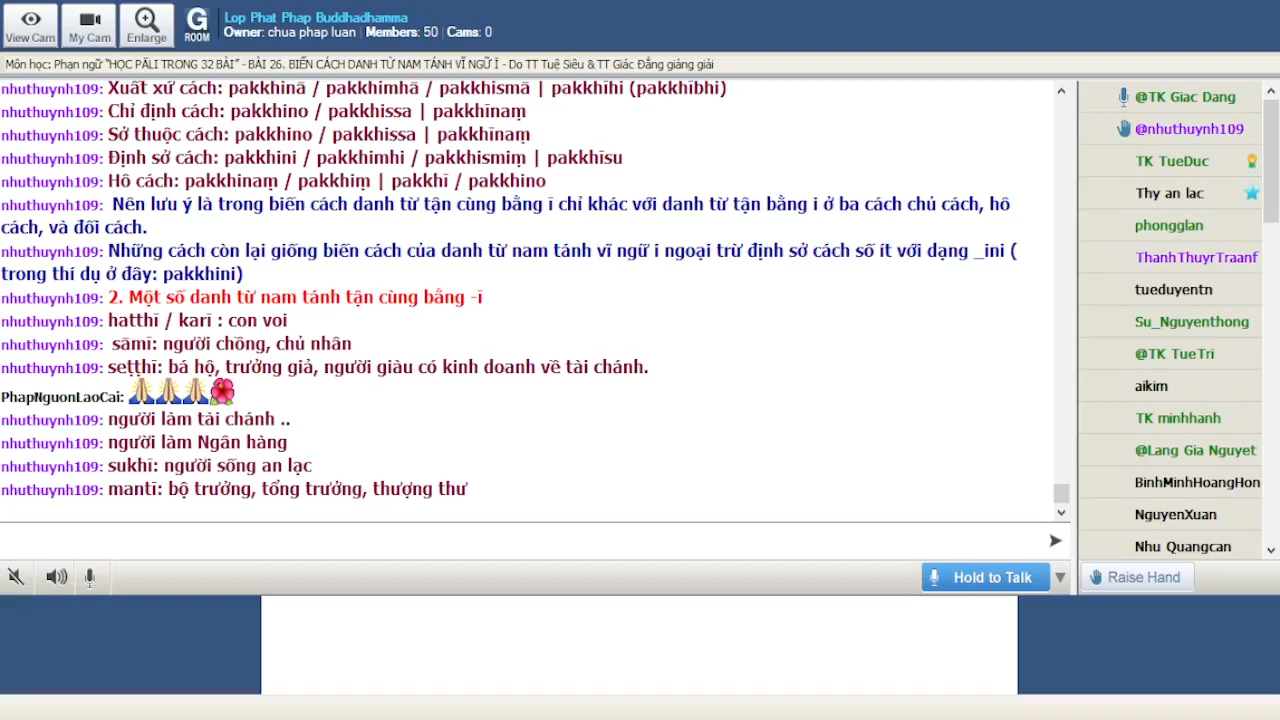 View Cam
My Cam
Enlarge
G
ROOM
Lop Phat Phap Buddhadhamma
Owner: chua phap luan | Members: 50 | Cams: 0
Môn học: Phạn ngữ “HỌC PĀLI TRONG 32 BÀI” - BÀI 26. BIẾN CÁCH DANH TỪ NAM TÁNH VĨ NGỮ Ī - Do TT Tuệ Siêu & TT Giác Đẳng giảng giải
nhuthuynh109: Xuất xứ cách: pakkhinā / pakkhimhā / pakkhismā | pakkhīhi (pakkhībhi)
nhuthuynh109: Chỉ định cách: pakkhino / pakkhissa | pakkhīnaṃ
nhuthuynh109: Sở thuộc cách: pakkhino / pakkhissa | pakkhīnaṃ
nhuthuynh109: Định sở cách: pakkhini / pakkhimhi / pakkhismiṃ | pakkhīsu
nhuthuynh109: Hô cách: pakkhinaṃ / pakkhiṃ | pakkhī / pakkhino
nhuthuynh109: Nên lưu ý là trong biến cách danh từ tận cùng bằng ī chỉ khác với danh từ tận bằng i ở ba cách chủ cách, hô
cách, và đối cách.
nhuthuynh109: Những cách còn lại giống biến cách của danh từ nam tánh vĩ ngữ i ngoại trừ định sở cách số ít với dạng _ini (
trong thí dụ ở đây: pakkhini)
nhuthuynh109: 2. Một số danh từ nam tánh tận cùng bằng -ī
nhuthuynh109: hatthī / karī : con voi
nhuthuynh109: sāmī: người chồng, chủ nhân
nhuthuynh109: seṭṭhī: bá hộ, trưởng giả, người giàu có kinh doanh về tài chánh.
PhapNguonLaoCai: 🙏🙏🙏🌺
nhuthuynh109: người làm tài chánh ..
nhuthuynh109: người làm Ngân hàng
nhuthuynh109: sukhī: người sống an lạc
nhuthuynh109: mantī: bộ trưởng, tổng trưởng, thượng thư
@TK Giac Dang
@nhuthuynh109
TK TueDuc
Thy an lac
phongglan
ThanhThuyrTraanf
tueduyentn
Su_Nguyenthong
@TK TueTri
aikim
TK minhhanh
@Lang Gia Nguyet
BinhMinhHoangHon
NguyenXuan
Nhu Quangcan
Hold to Talk
Raise Hand